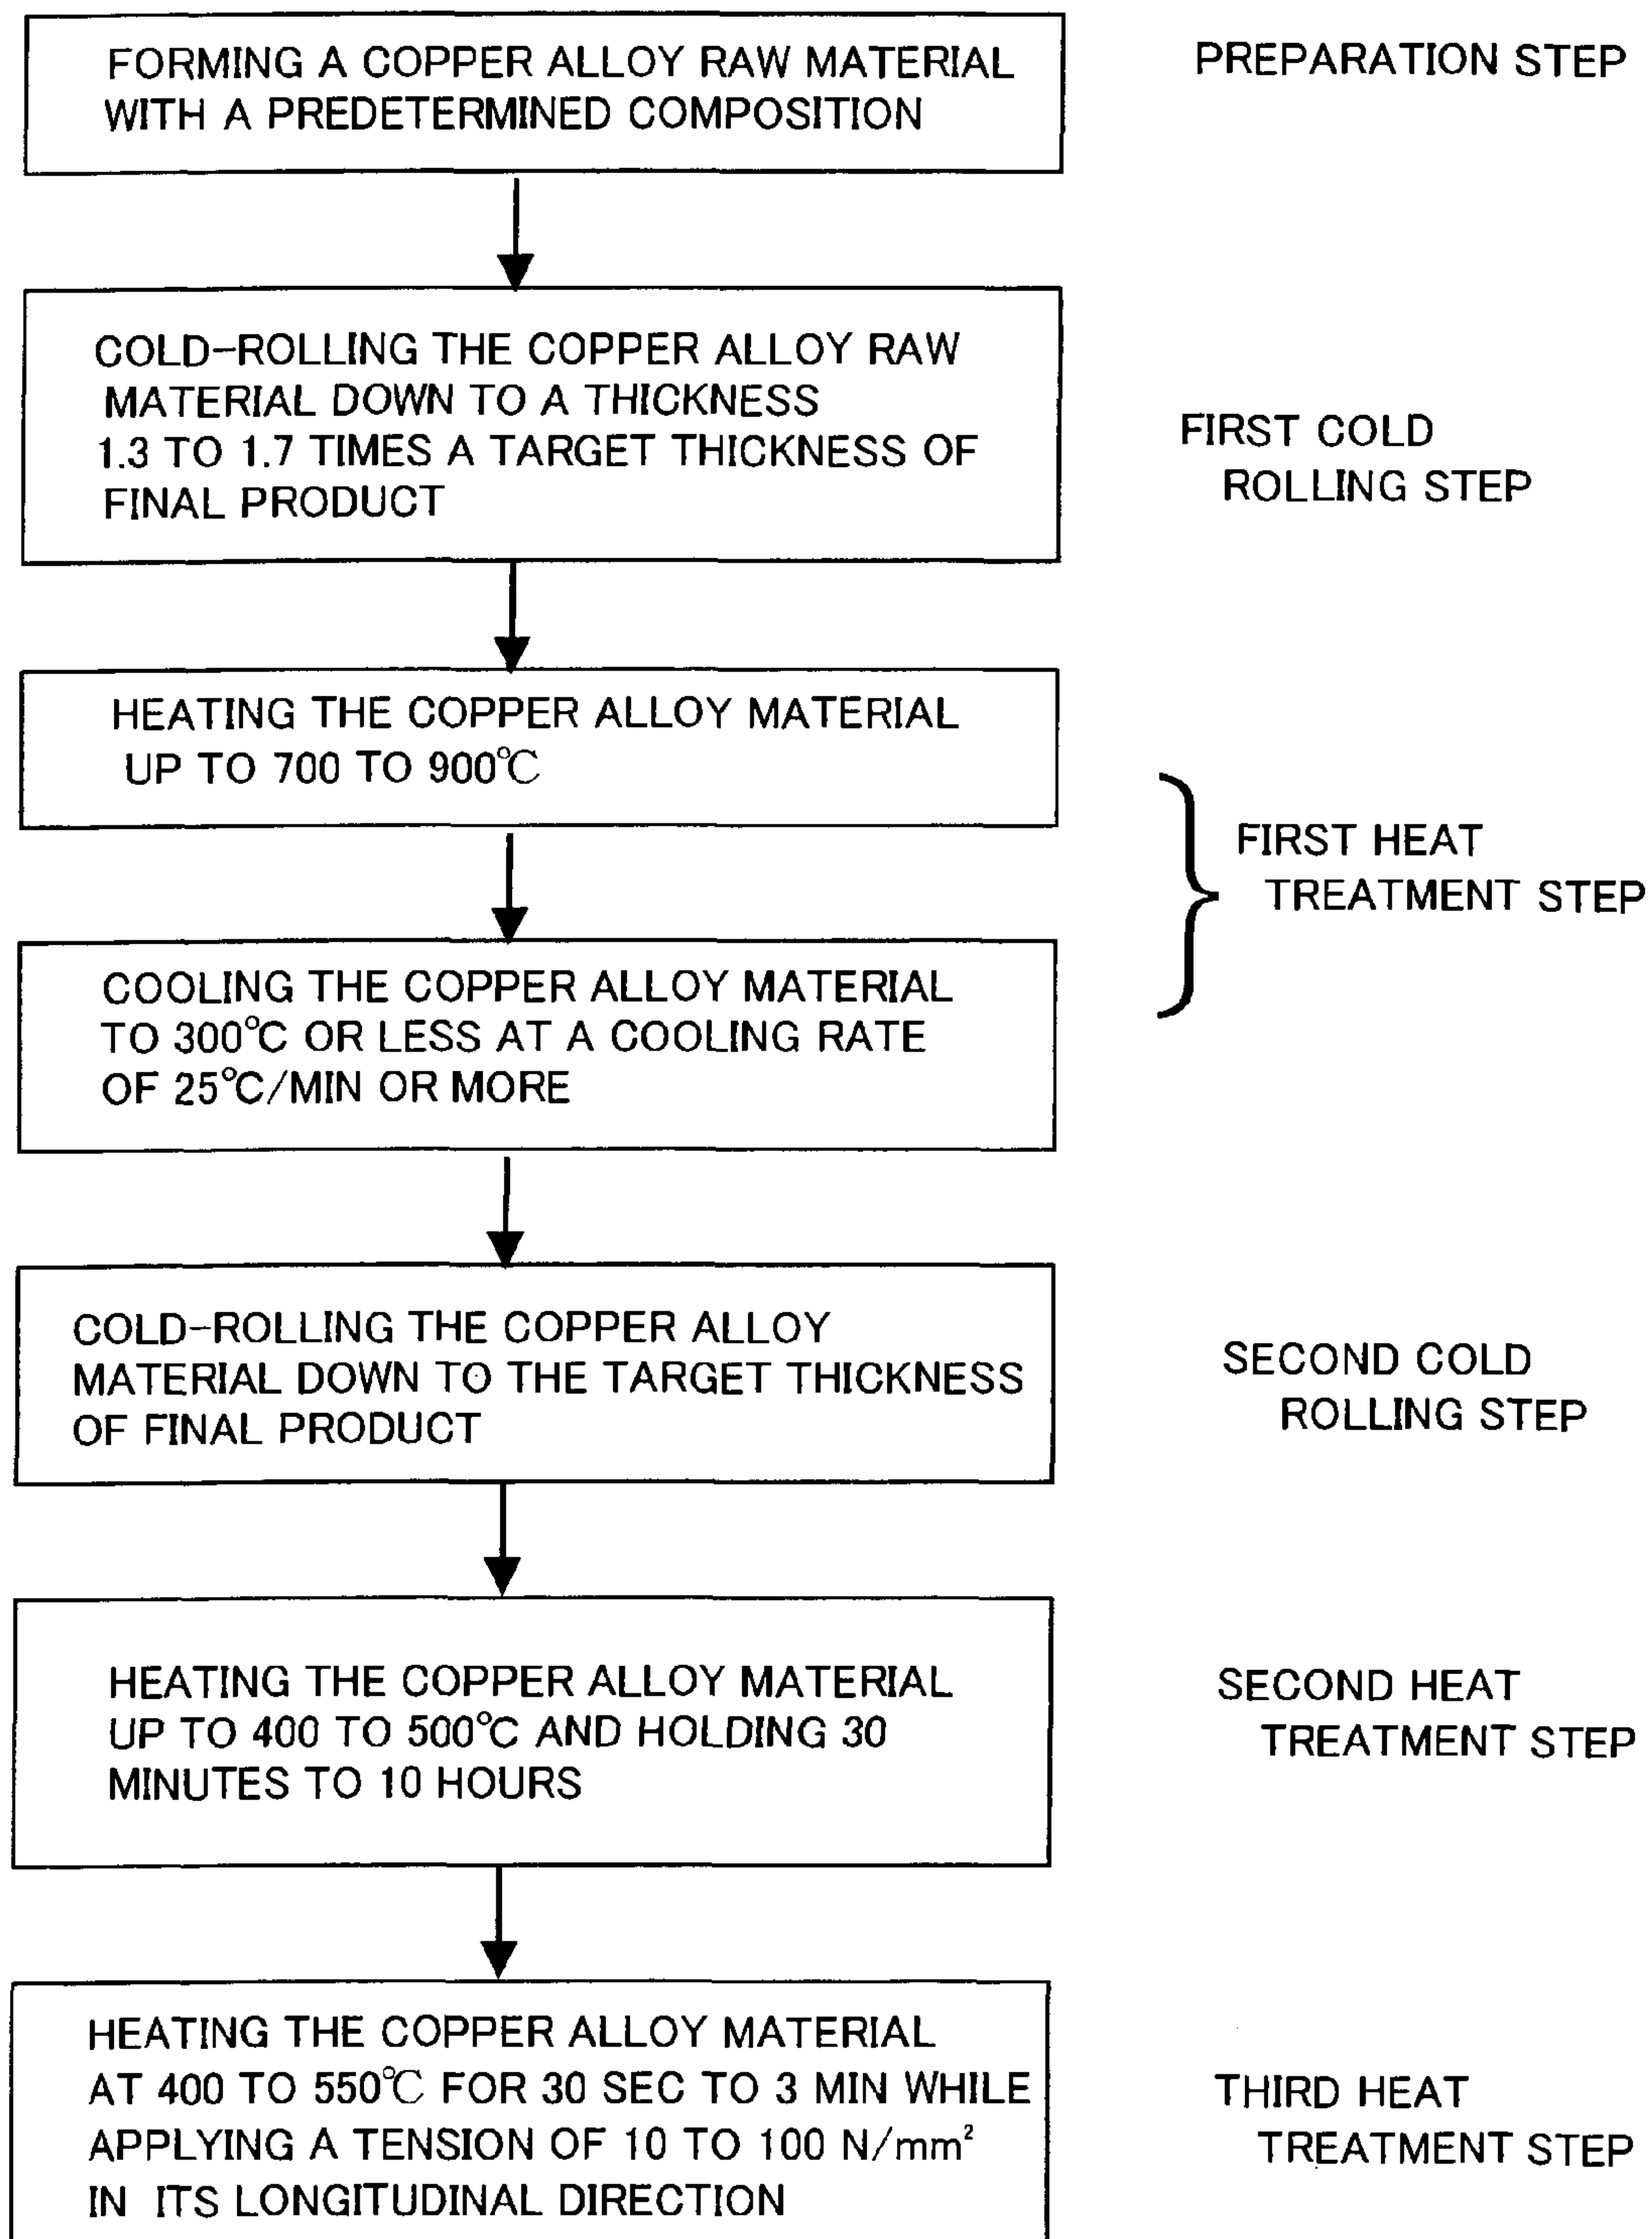 FORMING A COPPER ALLOY RAW MATERIAL
WITH A PREDETERMINED COMPOSITION
PREPARATION STEP
COLD-ROLLING THE COPPER ALLOY RAW
MATERIAL DOWN TO A THICKNESS
1.3 TO 1.7 TIMES A TARGET THICKNESS OF
FINAL PRODUCT
FIRST COLD
ROLLING STEP
HEATING THE COPPER ALLOY MATERIAL
UP TO 700 TO 900℃
FIRST HEAT
TREATMENT STEP
COOLING THE COPPER ALLOY MATERIAL
TO 300℃ OR LESS AT A COOLING RATE
OF 25℃/MIN OR MORE
COLD-ROLLING THE COPPER ALLOY
MATERIAL DOWN TO THE TARGET THICKNESS
OF FINAL PRODUCT
SECOND COLD
ROLLING STEP
HEATING THE COPPER ALLOY MATERIAL
UP TO 400 TO 500℃ AND HOLDING 30
MINUTES TO 10 HOURS
SECOND HEAT
TREATMENT STEP
HEATING THE COPPER ALLOY MATERIAL
AT 400 TO 550℃ FOR 30 SEC TO 3 MIN WHILE
APPLYING A TENSION OF 10 TO 100 N/mm²
IN ITS LONGITUDINAL DIRECTION
THIRD HEAT
TREATMENT STEP